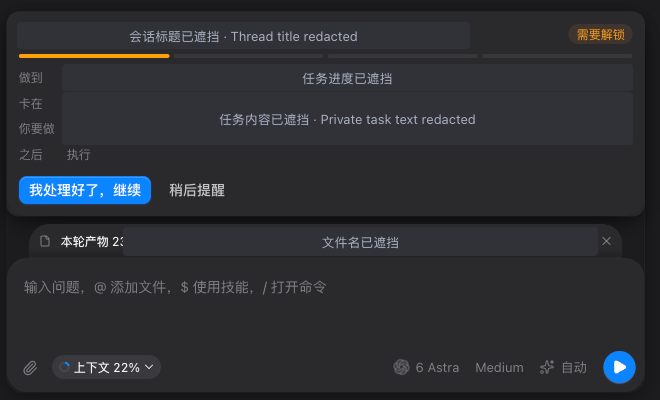 会话标题已遮挡 · Thread title redacted
需要解锁
做到
任务进度已遮挡
卡在
任务内容已遮挡 · Private task text redacted
你要做
之后 执行
我处理好了，继续 稍后提醒
本轮产物 23
文件名已遮挡
输入问题，@ 添加文件，$ 使用技能，/ 打开命令
上下文 22% 6 Astra Medium 自动